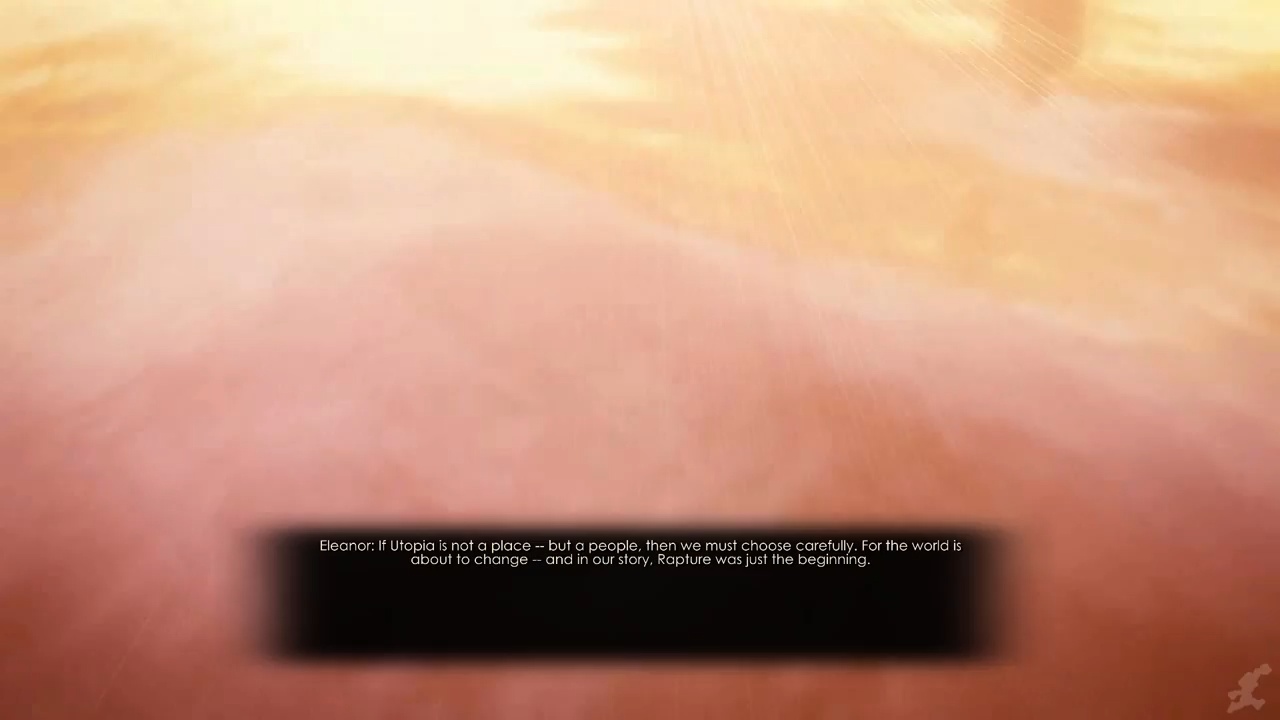 Eleanor: If Utopia is not a place -- but a people, then we must choose carefully. For the world is
about to change -- and in our story, Rapture was just the beginning.